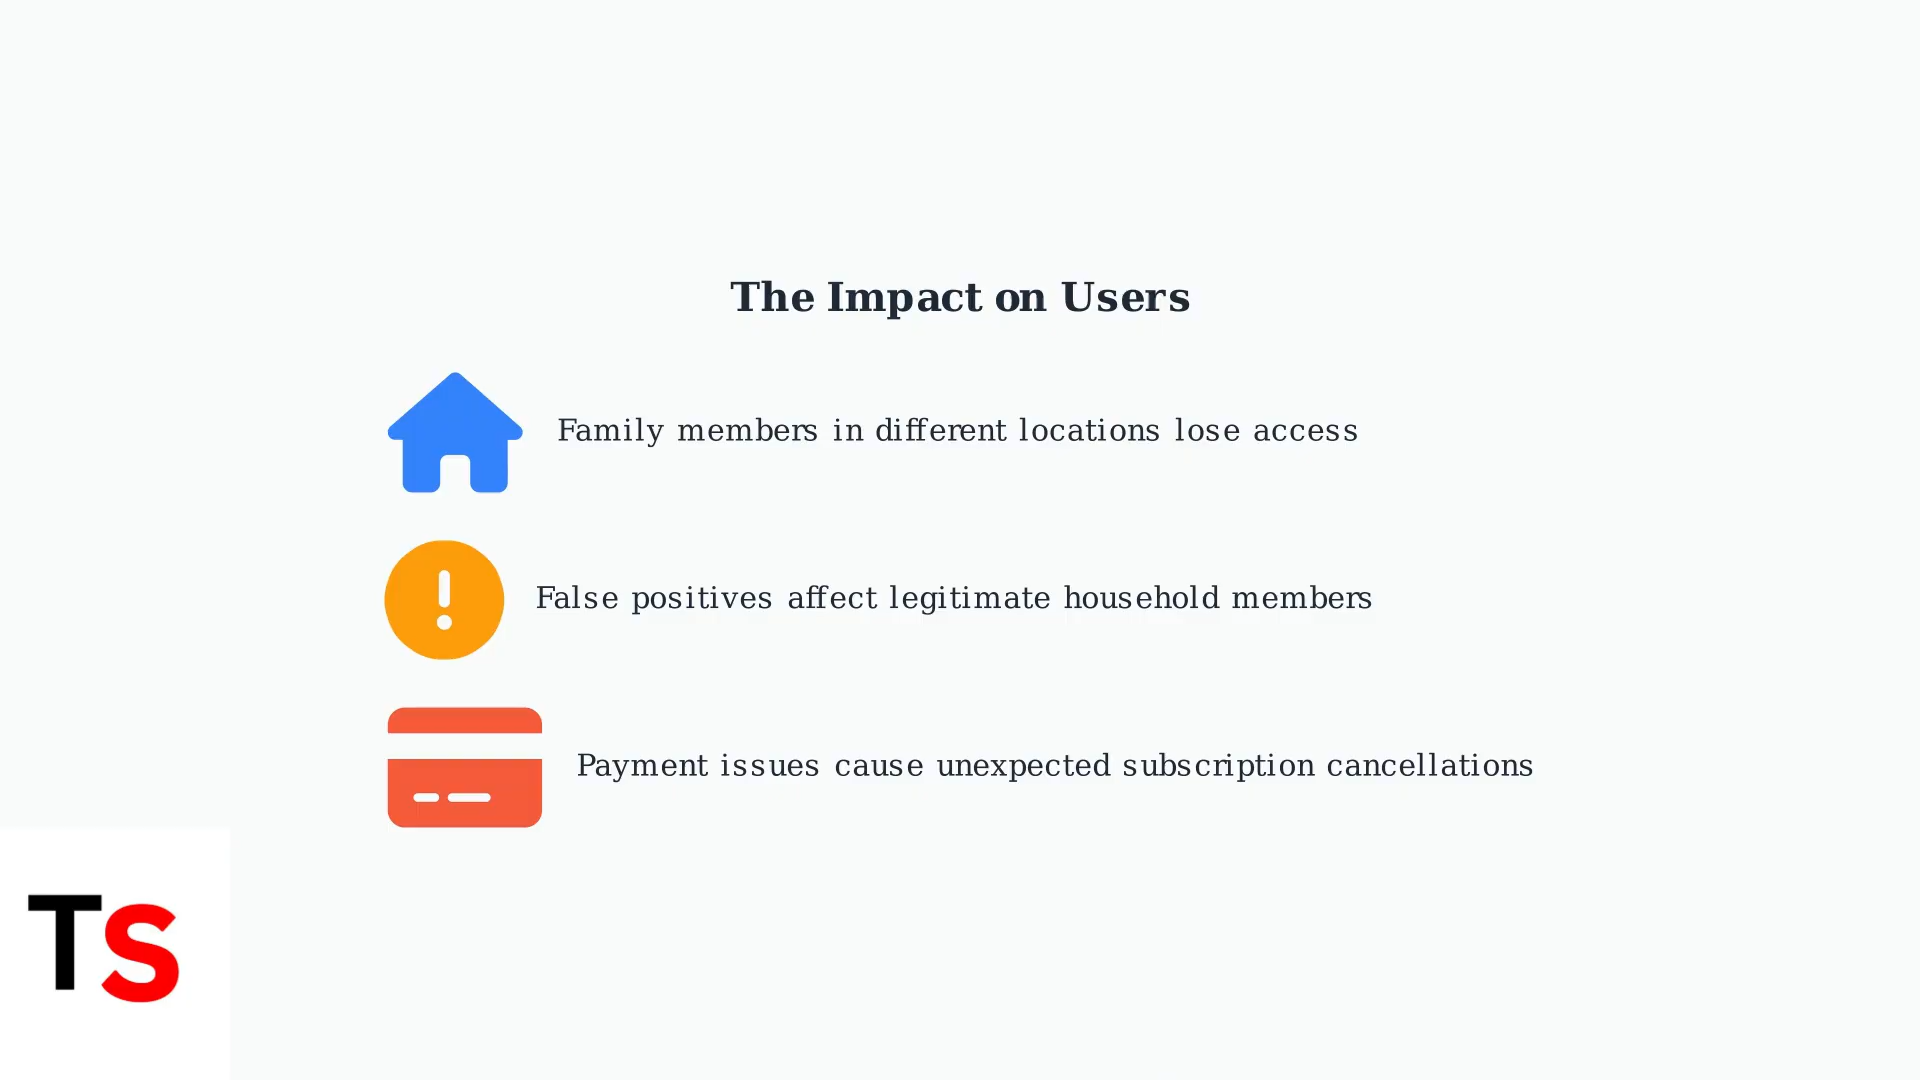 The Impact on Users
Family members in different locations lose access
False positives affect legitimate household members
Payment issues cause unexpected subscription cancellations
TS